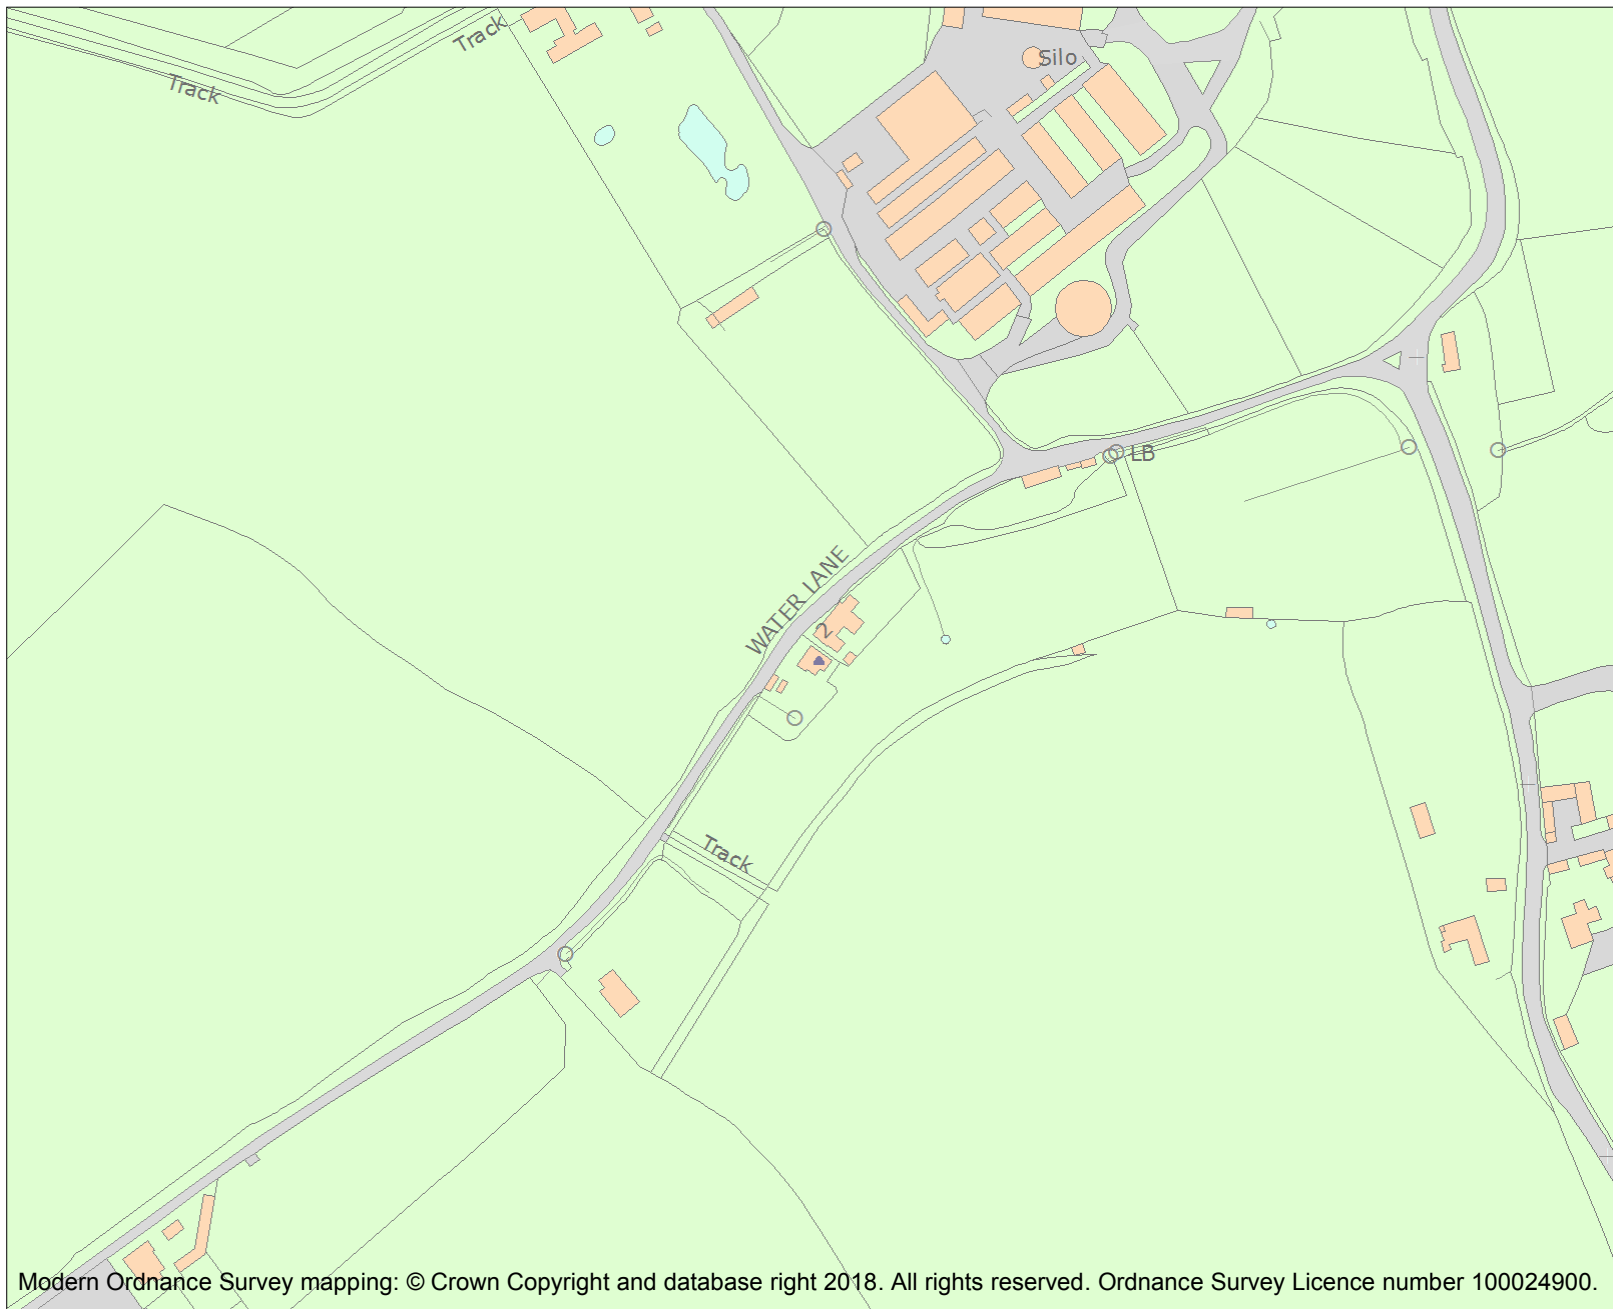 Track
Track
Silo
LB
WATER LANE
2
Track
Modern Ordnance Survey mapping: © Crown Copyright and database right 2018. All rights reserved. Ordnance Survey Licence number 100024900.